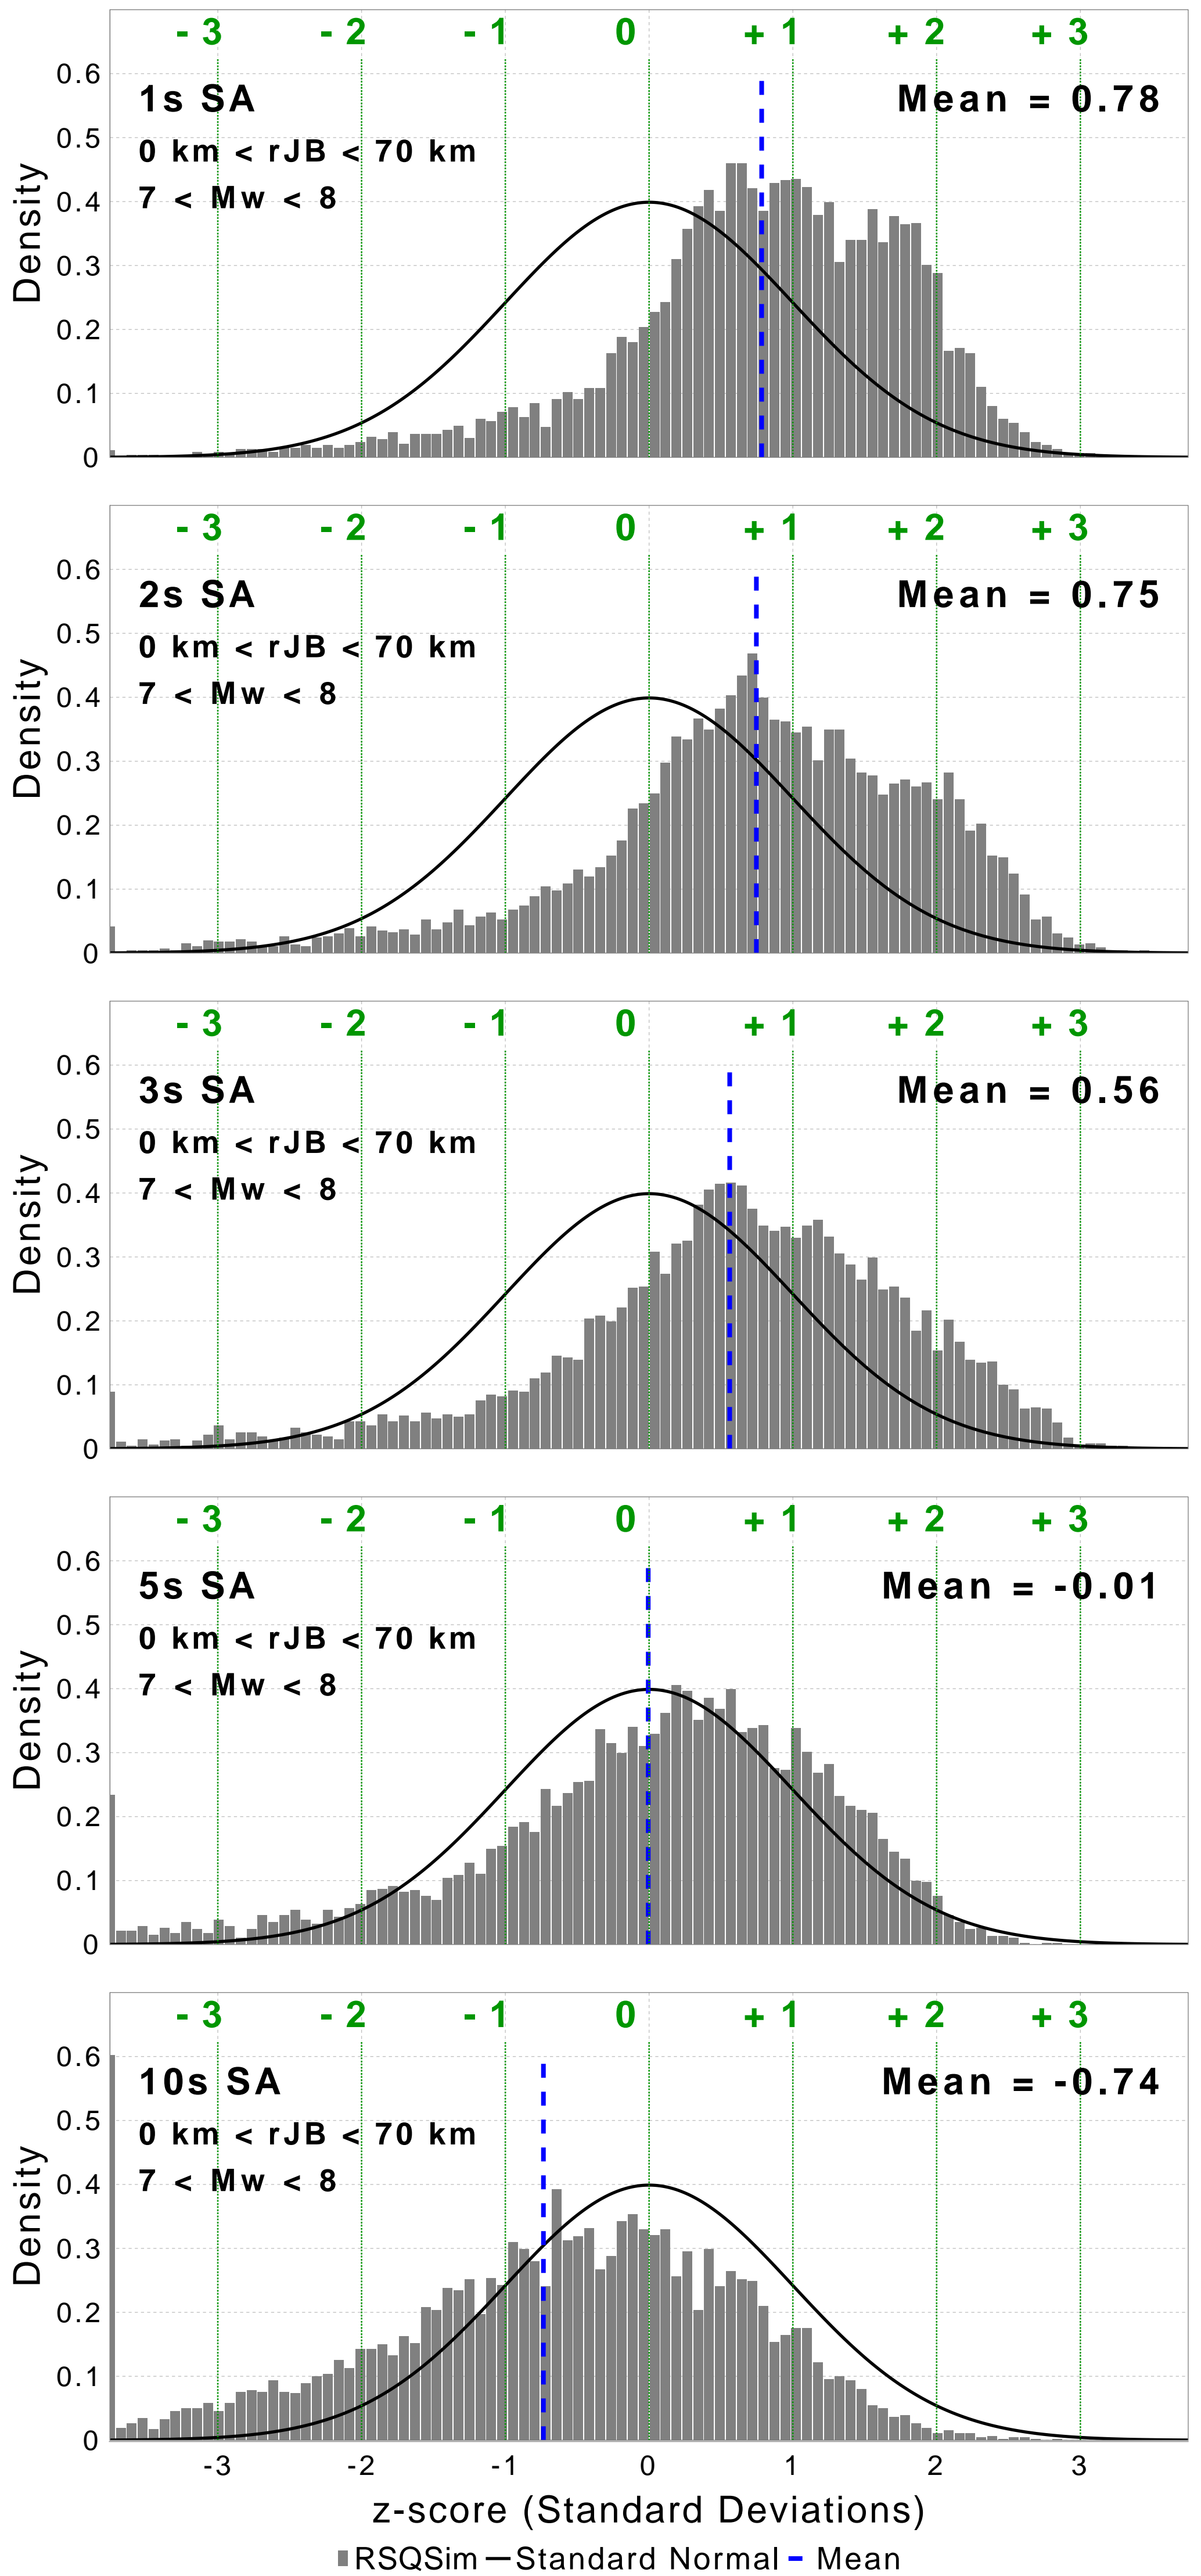 - 3 - 2 - 1 0 + 1 + 2 + 3
0.6
1s SA Mean = 0.78
0.5
0 km < rJB < 70 km
7 < Mw < 8
0.4
0.3
0.2
0.1
0
Density
- 3 - 2 - 1 0 + 1 + 2 + 3
0.6
2s SA Mean = 0.75
0.5
0 km < rJB < 70 km
7 < Mw < 8
0.4
0.3
0.2
0.1
0
Density
- 3 - 2 - 1 0 + 1 + 2 + 3
0.6
3s SA Mean = 0.56
0.5
0 km < rJB < 70 km
7 < Mw < 8
0.4
0.3
0.2
0.1
0
Density
- 3 - 2 - 1 0 + 1 + 2 + 3
0.6
5s SA Mean = -0.01
0.5
0 km < rJB < 70 km
7 < Mw < 8
0.4
0.3
0.2
0.1
0
Density
- 3 - 2 - 1 0 + 1 + 2 + 3
0.6
10s SA Mean = -0.74
0.5
0 km < rJB < 70 km
7 < Mw < 8
0.4
0.3
0.2
0.1
0
Density
-3 -2 -1 0 1 2 3
z-score (Standard Deviations)
RSQSim Standard Normal Mean